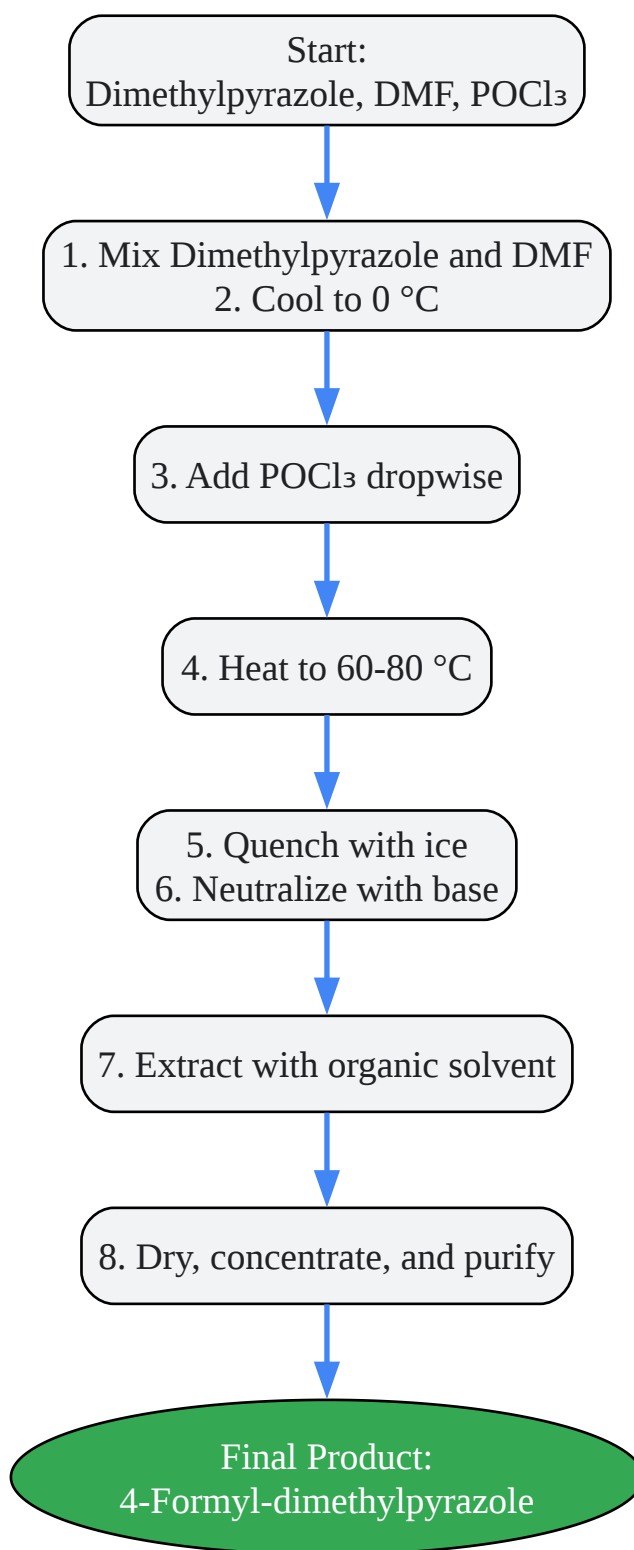 Start:
Dimethylpyrazole, DMF, POCl₃
1. Mix Dimethylpyrazole and DMF
2. Cool to 0 °C
3. Add POCl₃ dropwise
4. Heat to 60-80 °C
5. Quench with ice
6. Neutralize with base
7. Extract with organic solvent
8. Dry, concentrate, and purify
Final Product:
4-Formyl-dimethylpyrazole